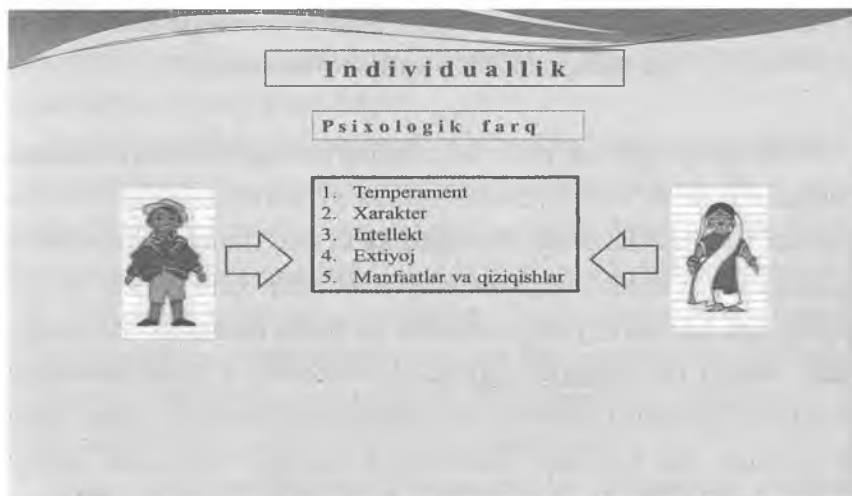 Individuallik
Psixologik farq
1. Temperament
2. Xarakter
3. Intellekt
4. Extiyoj
5. Manfaatlar va qiziqishlar